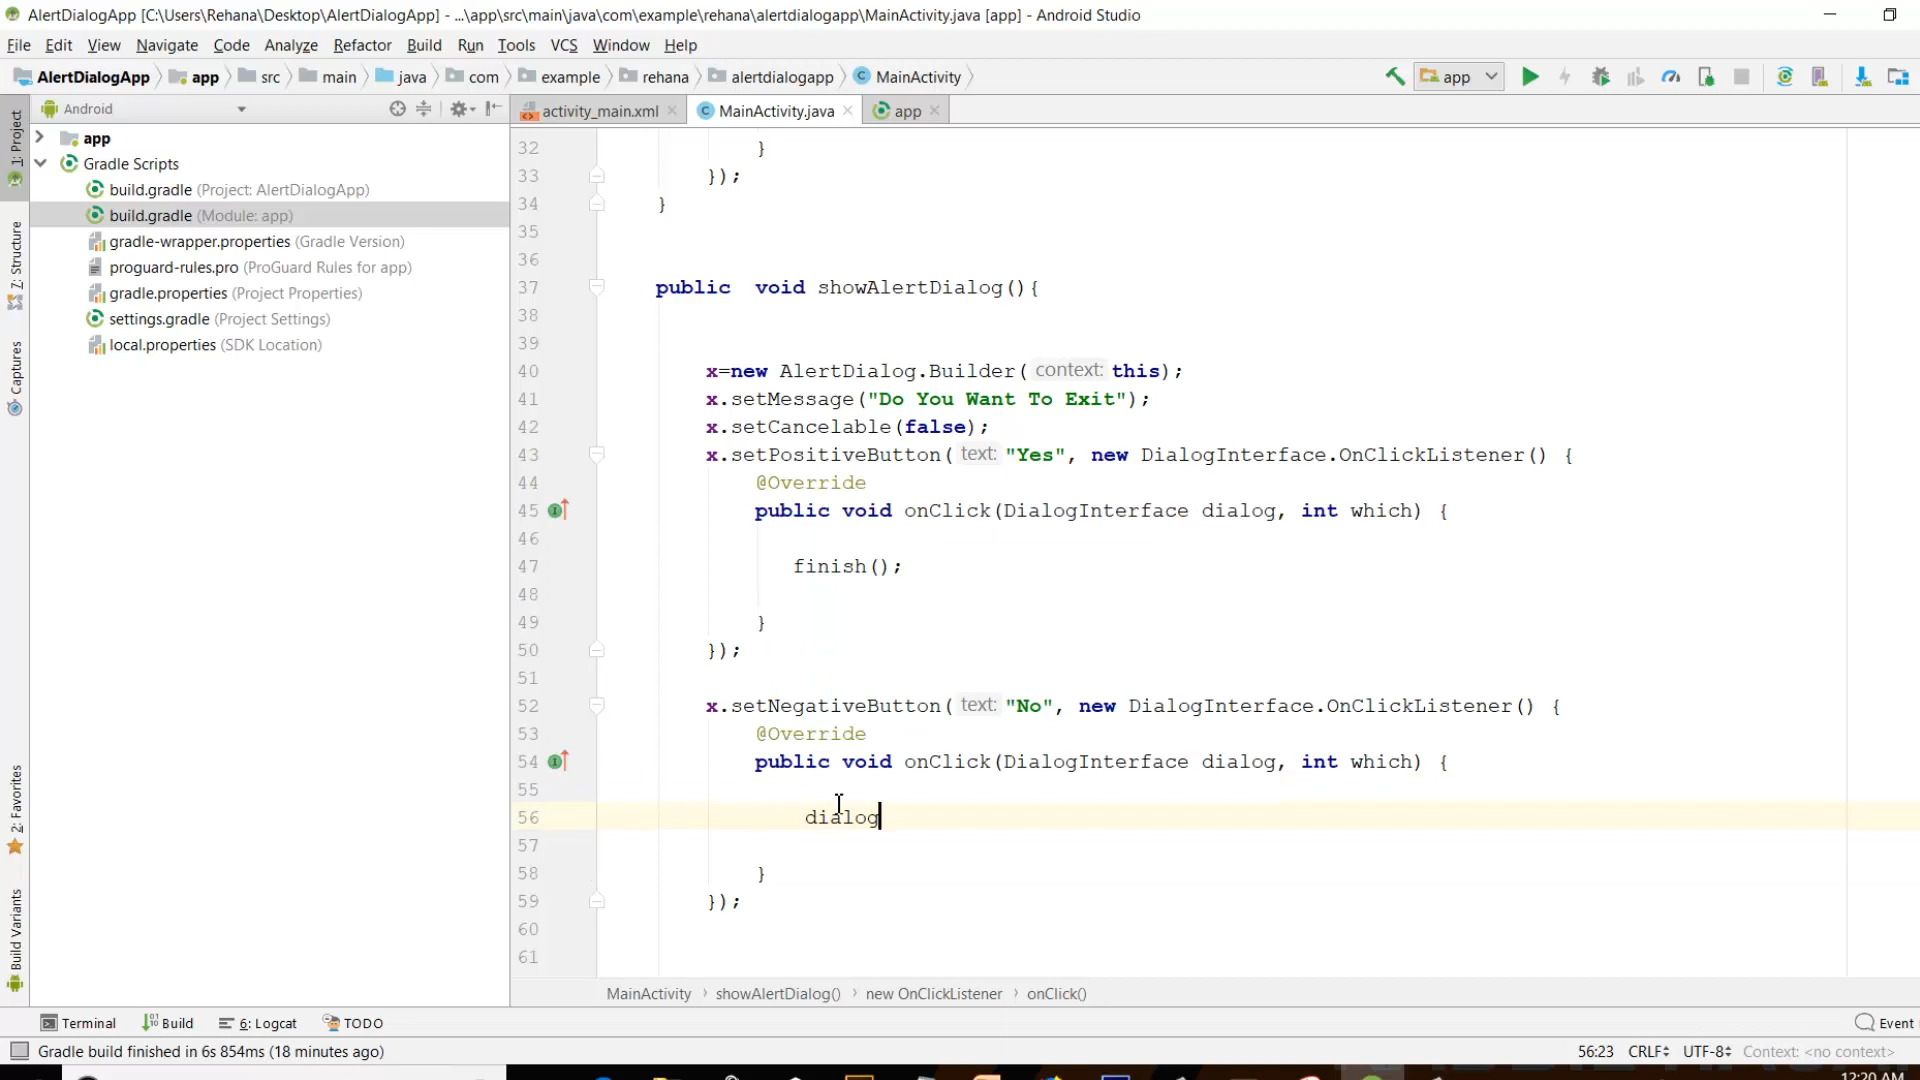 AlertDialogApp [C:\Users\Rehana\Desktop\AlertDialogApp] - ...\app\src\main\java\com\example\rehana\alertdialogapp\MainActivity.java [app] - Android Studio
File Edit View Navigate Code Analyze Refactor Build Run Tools VCS Window Help
AlertDialogApp app src main java com example rehana alertdialogapp MainActivity app
Android activity_main.xml MainActivity.java app
1: Project
7: Structure
Captures
2: Favorites
Build Variants
app
Gradle Scripts
build.gradle (Project: AlertDialogApp)
build.gradle (Module: app)
gradle-wrapper.properties (Gradle Version)
proguard-rules.pro (ProGuard Rules for app)
gradle.properties (Project Properties)
settings.gradle (Project Settings)
local.properties (SDK Location)
32 }
33 });
34 }
35
36
37 public  void showAlertDialog(){
38
39
40 x=new AlertDialog.Builder( context: this);
41 x.setMessage("Do You Want To Exit");
42 x.setCancelable(false);
43 x.setPositiveButton( text: "Yes", new DialogInterface.OnClickListener() {
44 @Override
45 public void onClick(DialogInterface dialog, int which) {
46
47 finish();
48
49 }
50 });
51
52 x.setNegativeButton( text: "No", new DialogInterface.OnClickListener() {
53 @Override
54 public void onClick(DialogInterface dialog, int which) {
55
56 dialog
57
58 }
59 });
60
61
MainActivity › showAlertDialog() › new OnClickListener › onClick()
Terminal Build 6: Logcat TODO Event
Gradle build finished in 6s 854ms (18 minutes ago) 56:23 CRLF UTF-8 Context: <no context>
12:20 AM